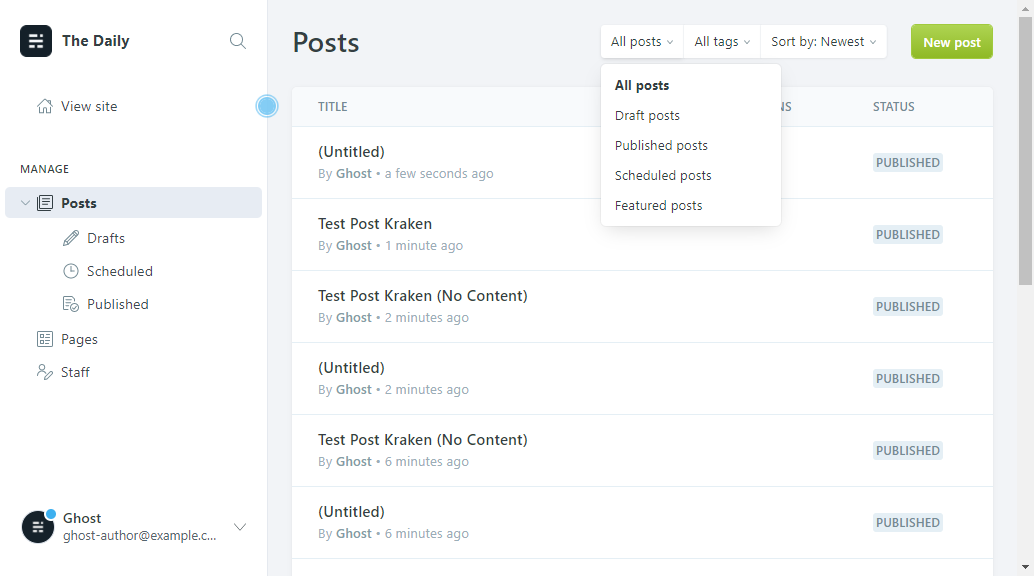 The Daily
View site
MANAGE
Posts
Drafts
Scheduled
Published
Pages
Staff
Ghost
ghost-author@example.c...
Posts
All posts
All tags
Sort by: Newest
New post
All posts
Draft posts
Published posts
Scheduled posts
Featured posts
TITLE
STATUS
(Untitled)
By Ghost • a few seconds ago
PUBLISHED
Test Post Kraken
By Ghost • 1 minute ago
PUBLISHED
Test Post Kraken (No Content)
By Ghost • 2 minutes ago
PUBLISHED
(Untitled)
By Ghost • 2 minutes ago
PUBLISHED
Test Post Kraken (No Content)
By Ghost • 6 minutes ago
PUBLISHED
(Untitled)
By Ghost • 6 minutes ago
PUBLISHED